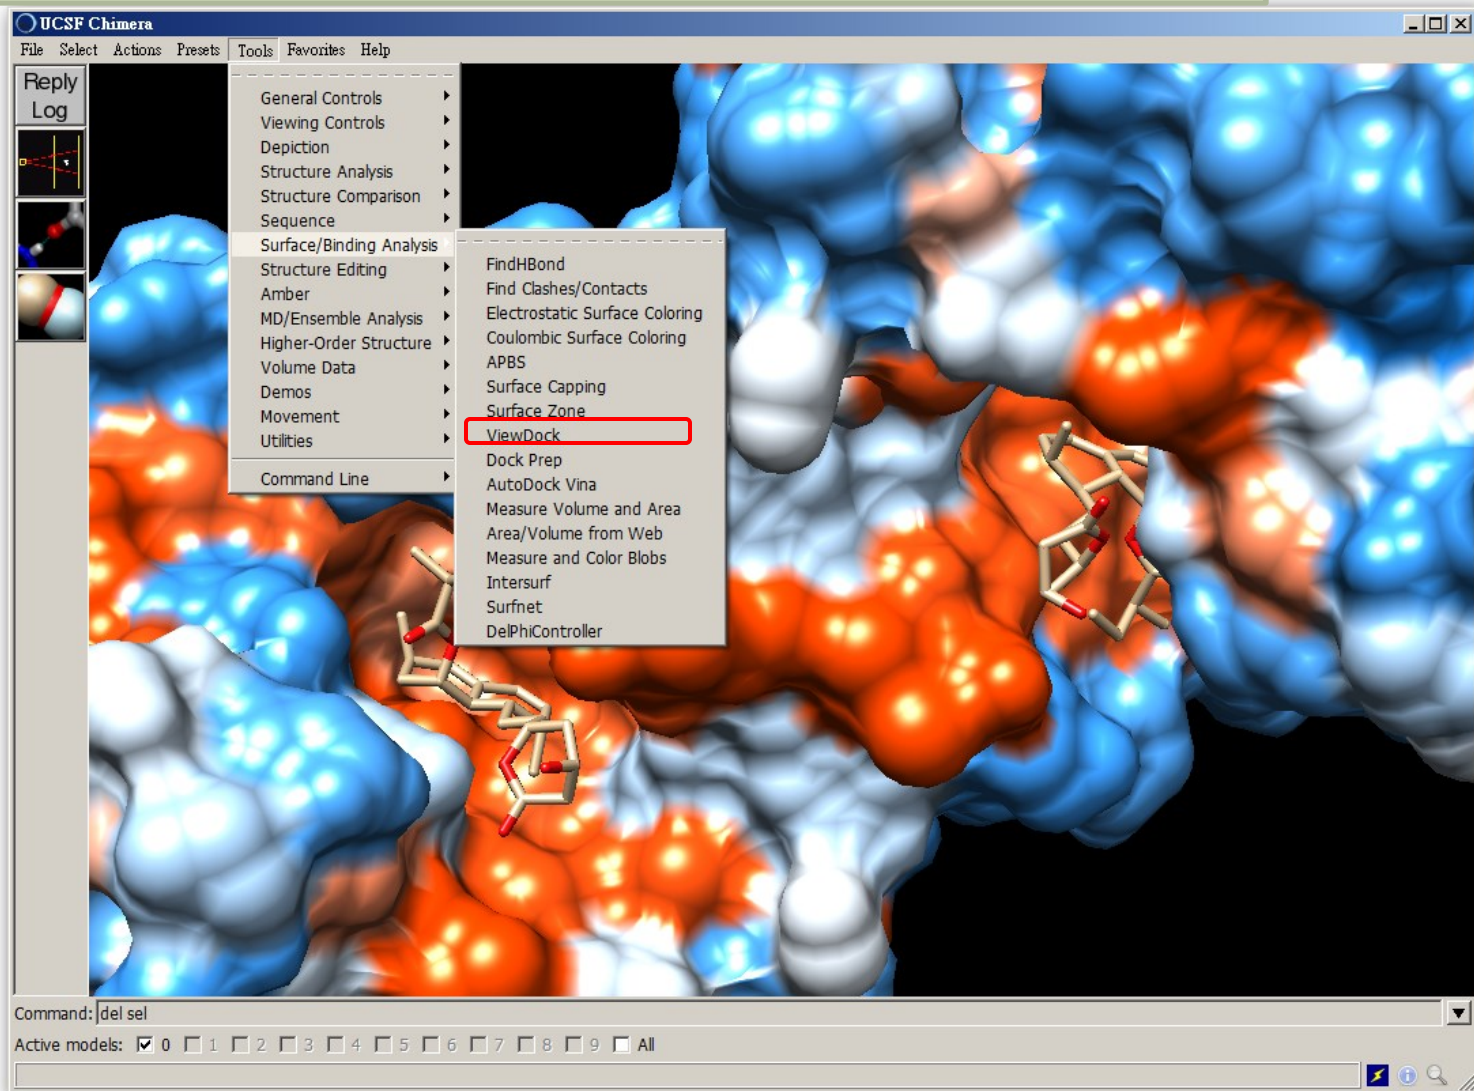 UCSF Chimera
File Select Actions Presets Tools Favorites Help
Reply
Log
General Controls
Viewing Controls
Depiction
Structure Analysis
Structure Comparison
Sequence
Surface/Binding Analysis
Structure Editing
Amber
MD/Ensemble Analysis
Higher-Order Structure
Volume Data
Demos
Movement
Utilities
Command Line
FindHBond
Find Clashes/Contacts
Electrostatic Surface Coloring
Coulombic Surface Coloring
APBS
Surface Capping
Surface Zone
ViewDock
Dock Prep
AutoDock Vina
Measure Volume and Area
Area/Volume from Web
Measure and Color Blobs
Intersurf
Surfnet
DelPhiController
Command: del sel
Active models: 0 1 2 3 4 5 6 7 8 9 All